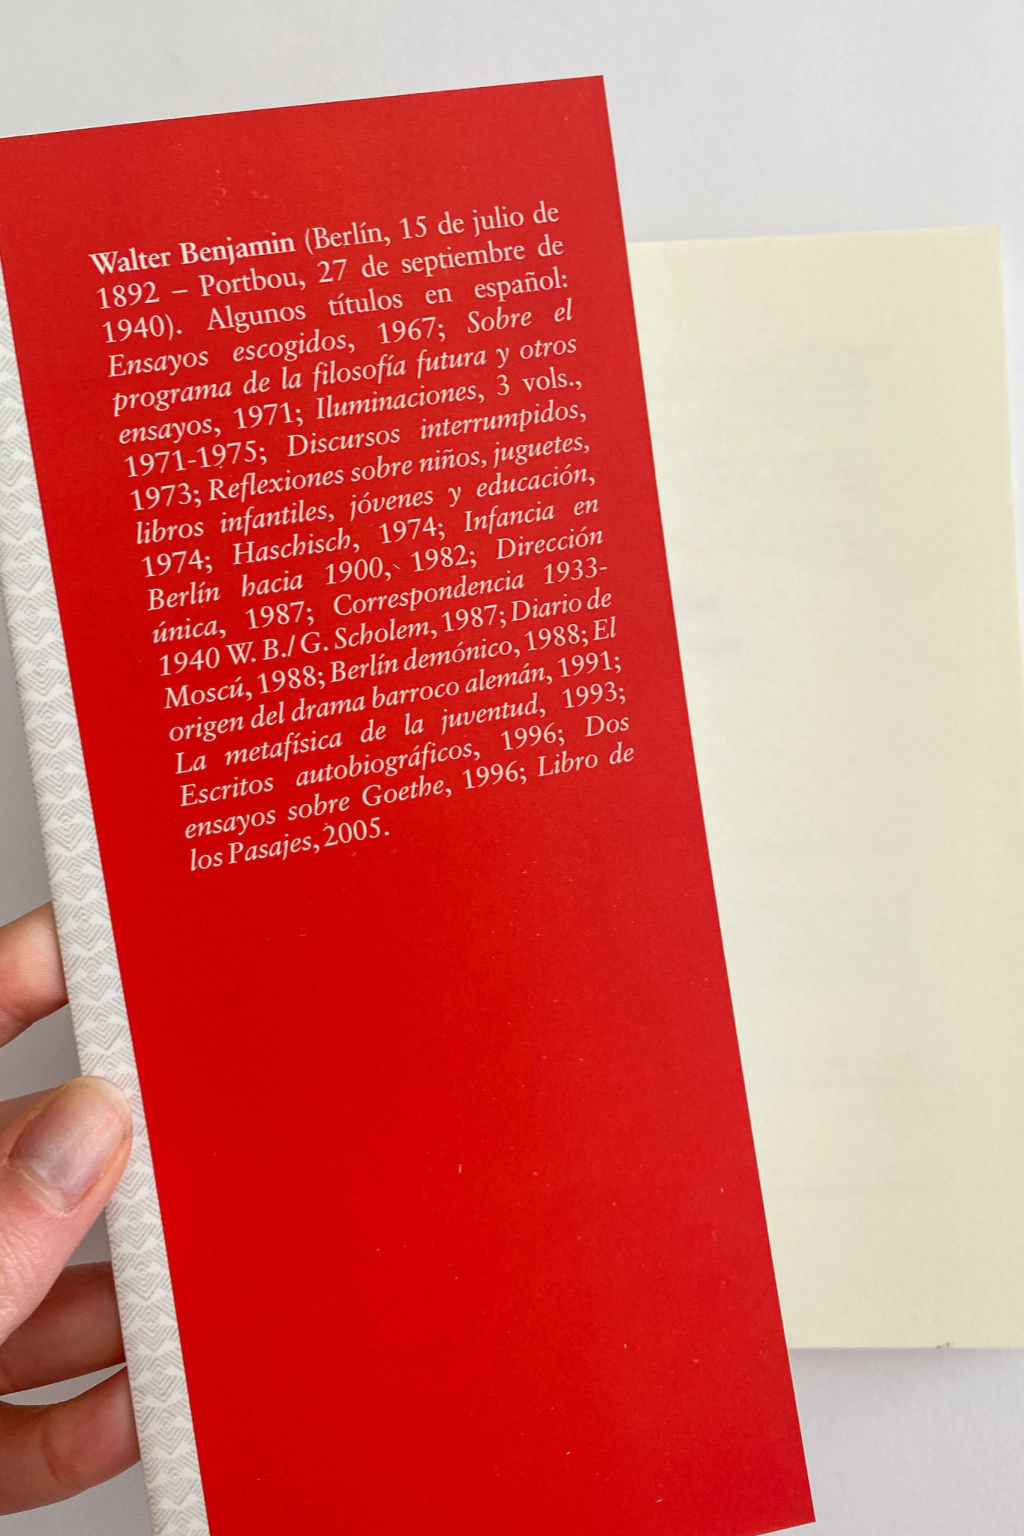 Walter Benjamin (Berlín, 15 de julio de
1892 – Portbou, 27 de septiembre de
1940). Algunos títulos en español:
Ensayos escogidos, 1967; Sobre el
programa de la filosofía futura y otros
ensayos, 1971; Iluminaciones, 3 vols.,
1971-1975; Discursos interrumpidos,
1973; Reflexiones sobre niños, juguetes,
libros infantiles, jóvenes y educación,
1974; Haschisch, 1974; Infancia en
Berlín hacia 1900, 1982; Dirección
única, 1987; Correspondencia 1933-
1940 W. B./ G. Scholem, 1987; Diario de
Moscú, 1988; Berlín demónico, 1988; El
origen del drama barroco alemán, 1991;
La metafísica de la juventud, 1993;
Escritos autobiográficos, 1996; Dos
ensayos sobre Goethe, 1996; Libro de
los Pasajes, 2005.